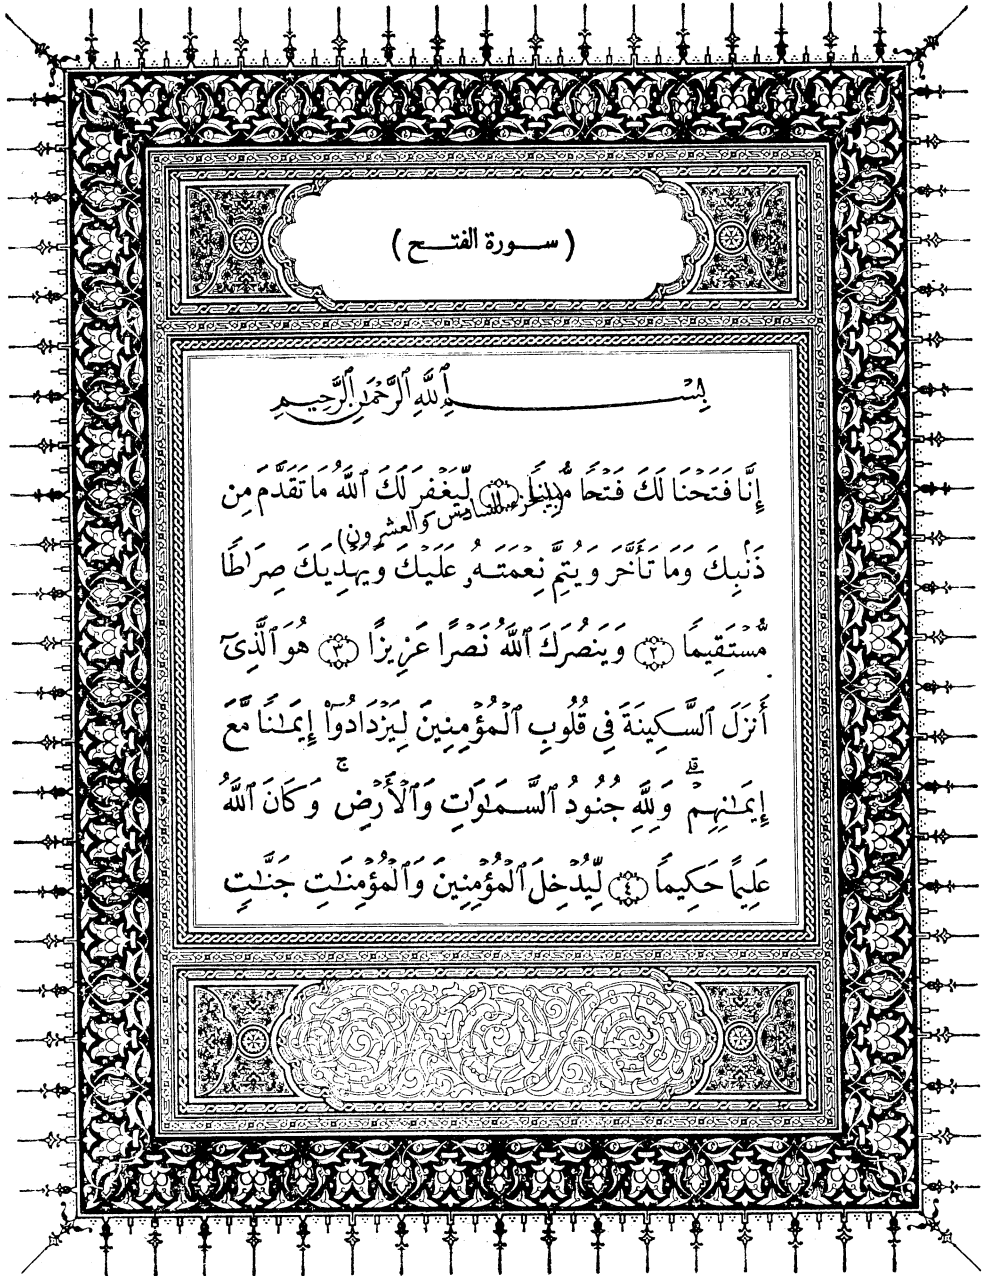 ( سورة الفتح )
بِسْمِ ٱللَّهِ ٱلرَّحْمَٰنِ ٱلرَّحِيمِ
إِنَّا فَتَحْنَا لَكَ فَتْحًا مُّبِينًا ۝١ لِّيَغْفِرَ لَكَ ٱللَّهُ مَا تَقَدَّمَ مِن
السادس والعشرون)
ذَنۢبِكَ وَمَا تَأَخَّرَ وَيُتِمَّ نِعْمَتَهُۥ عَلَيْكَ وَيَهْدِيَكَ صِرَٰطًا
مُّسْتَقِيمًا ۝٢ وَيَنصُرَكَ ٱللَّهُ نَصْرًا عَزِيزًا ۝٣ هُوَ ٱلَّذِىٓ
أَنزَلَ ٱلسَّكِينَةَ فِى قُلُوبِ ٱلْمُؤْمِنِينَ لِيَزْدَادُوٓا۟ إِيمَٰنًا مَّعَ
إِيمَٰنِهِمْ ۗ وَلِلَّهِ جُنُودُ ٱلسَّمَٰوَٰتِ وَٱلْأَرْضِ ۚ وَكَانَ ٱللَّهُ
عَلِيمًا حَكِيمًا ۝٤ لِّيُدْخِلَ ٱلْمُؤْمِنِينَ وَٱلْمُؤْمِنَٰتِ جَنَّٰتٍ